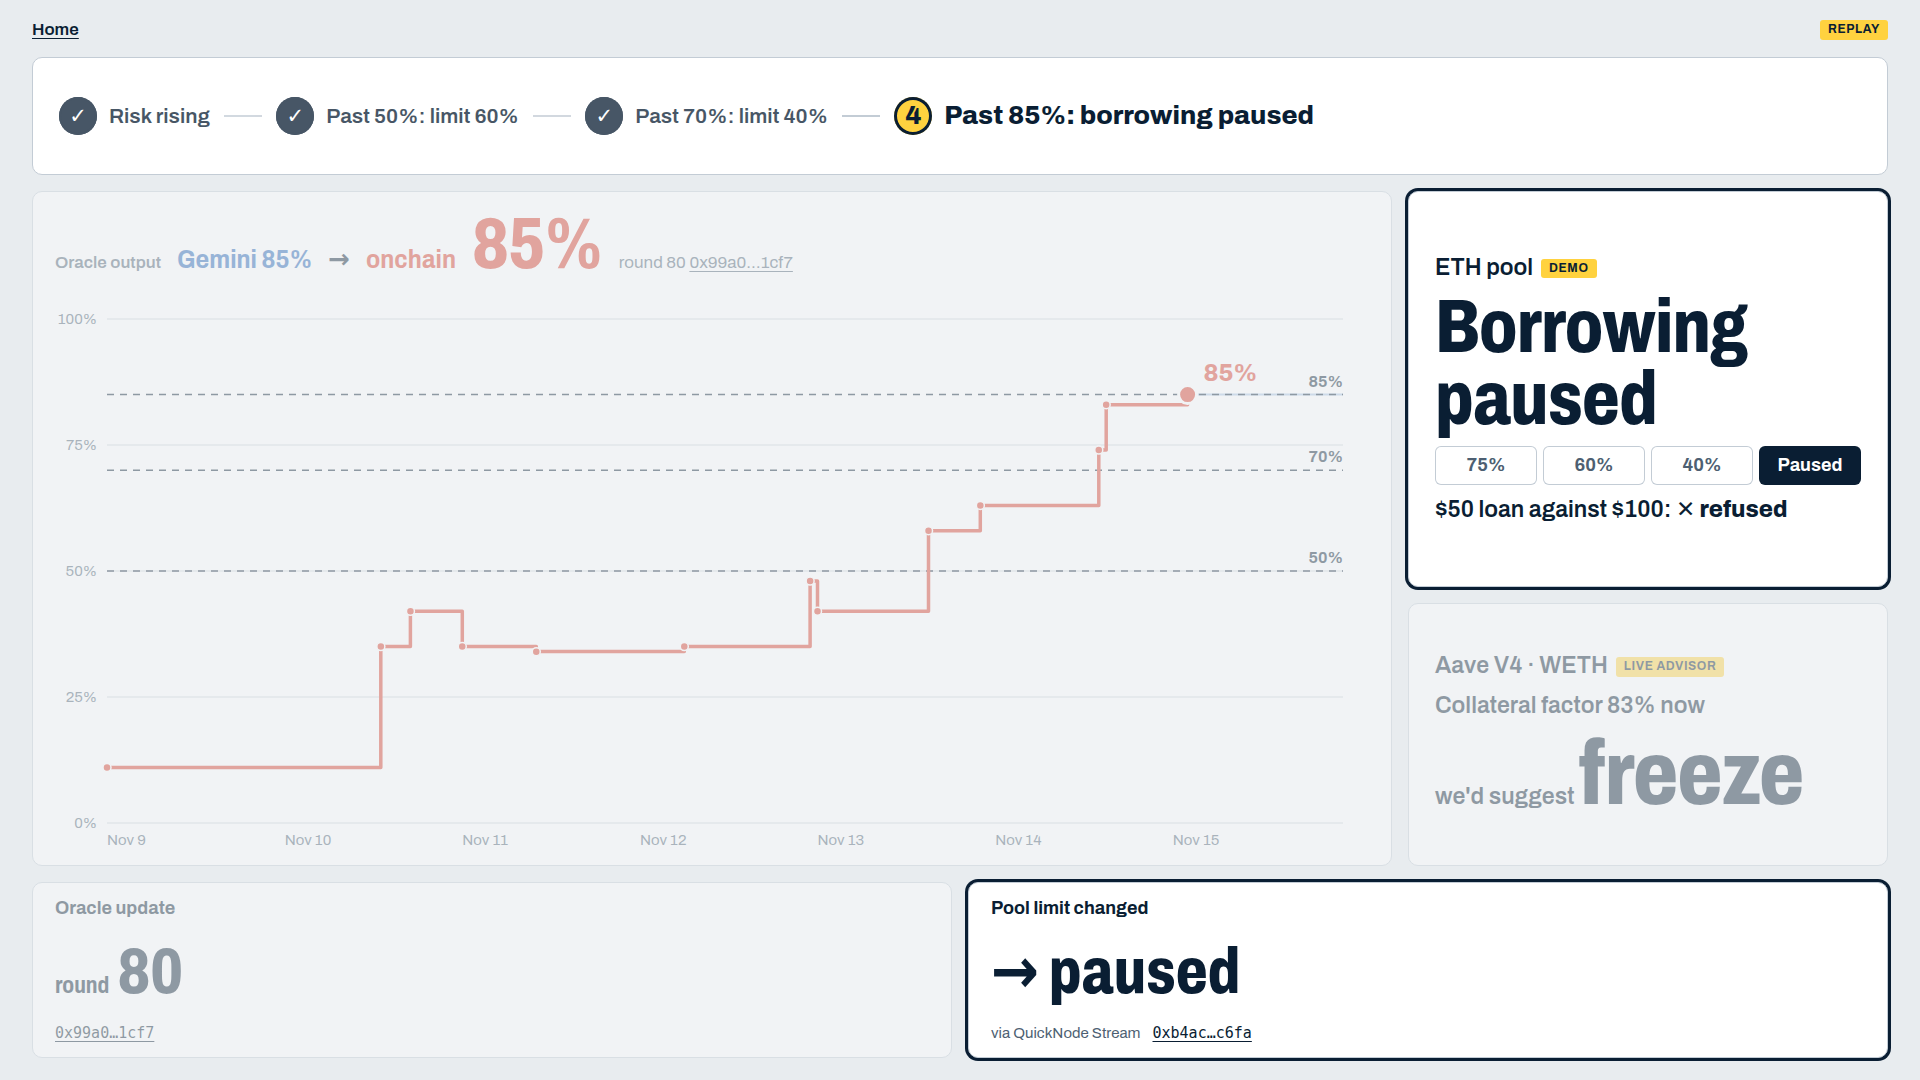 Home
REPLAY
✓ Risk rising
✓ Past 50%: limit 60%
✓ Past 70%: limit 40%
4 Past 85%: borrowing paused
Oracle output Gemini 85% → onchain 85% round 80 0x99a0…1cf7
100%
75%
50%
25%
0%
85%
85%
70%
50%
Nov 9
Nov 10
Nov 11
Nov 12
Nov 13
Nov 14
Nov 15
ETH pool DEMO
Borrowing
paused
75% 60% 40% Paused
$50 loan against $100: ✕ refused
Aave V4 · WETH LIVE ADVISOR
Collateral factor 83% now
we'd suggest freeze
Oracle update
round 80
0x99a0…1cf7
Pool limit changed
→ paused
via QuickNode Stream 0xb4ac…c6fa